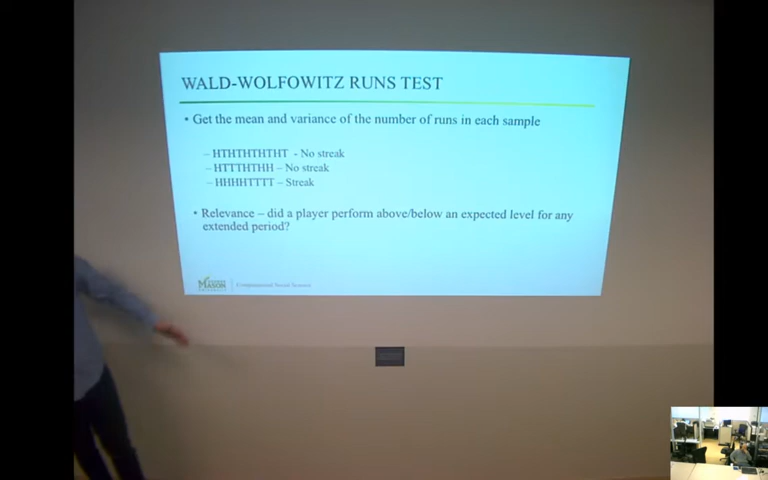 WALD-WOLFOWITZ RUNS TEST
• Get the mean and variance of the number of runs in each sample
– HTHTHTHTHT - No streak
– HTTTHTHH – No streak
– HHHHTTTT – Streak
• Relevance – did a player perform above/below an expected level for any
extended period?
MASON
Computational Social Science